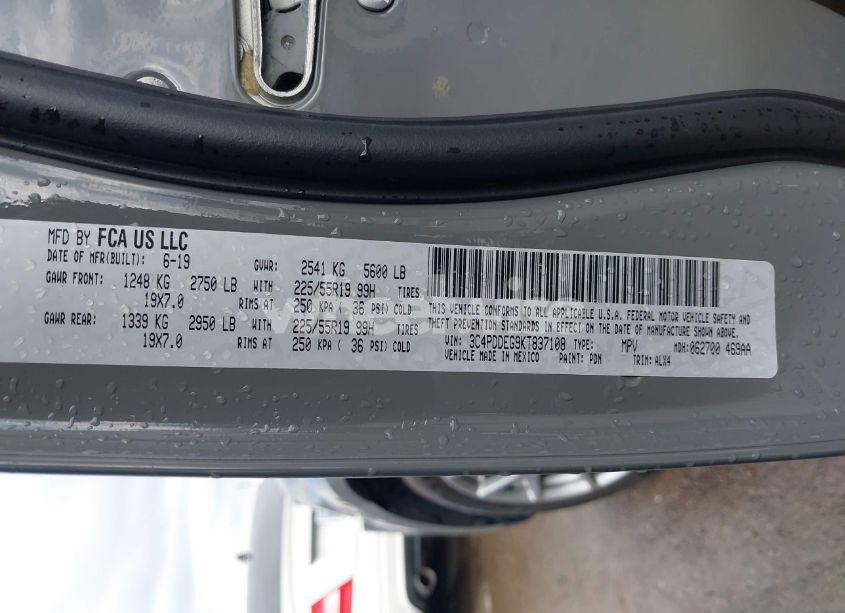 MFD BY FCA US LLC
DATE OF MFR(BUILT): 6-19 GVWR: 2541 KG 5600 LB
GAWR FRONT: 1248 KG 2750 LB WITH 225/55R19 99H TIRES
19X7.0 RIMS AT 250 KPA ( 36 PSI) COLD
GAWR REAR: 1339 KG 2950 LB WITH 225/55R19 99H TIRES
19X7.0 RIMS AT 250 KPA ( 36 PSI) COLD
THIS VEHICLE CONFORMS TO ALL APPLICABLE U.S.A. FEDERAL MOTOR VEHICLE SAFETY AND
THEFT PREVENTION STANDARDS IN EFFECT ON THE DATE OF MANUFACTURE SHOWN ABOVE.
VIN: 3C4PDDEG9KT837108 TYPE: MPV MDH: 062700 469AA
VEHICLE MADE IN MEXICO PAINT: PDN TRIM: ALX4